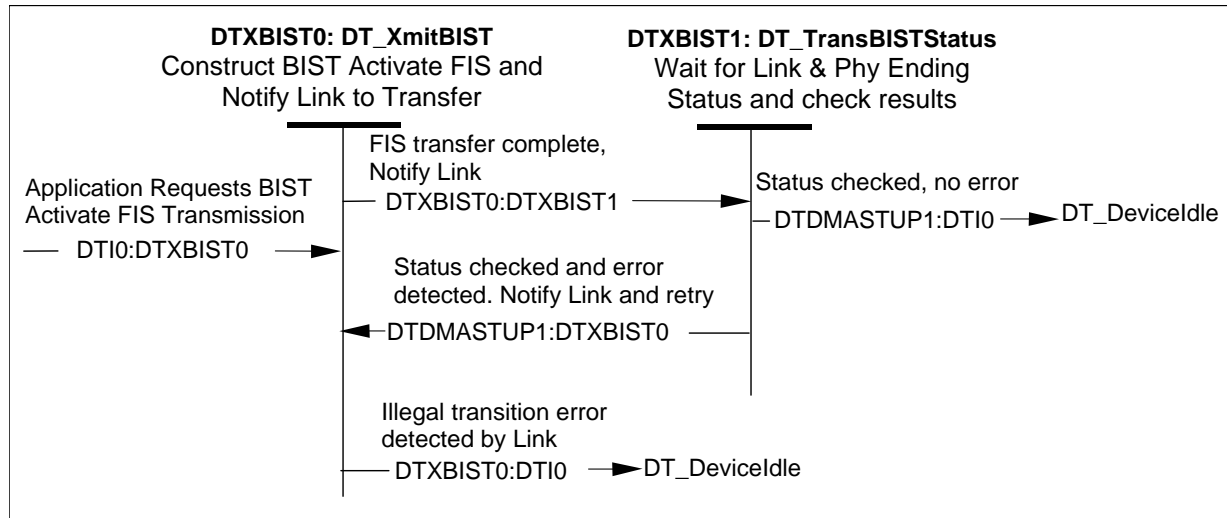 DTXBIST0: DT_XmitBIST
Construct BIST Activate FIS and
Notify Link to Transfer
DTXBIST1: DT_TransBISTStatus
Wait for Link & Phy Ending
Status and check results
Application Requests BIST
Activate FIS Transmission
DTI0:DTXBIST0
FIS transfer complete,
Notify Link
DTXBIST0:DTXBIST1
Status checked, no error
DTDMASTUP1:DTI0
DT_DeviceIdle
Status checked and error
detected. Notify Link and retry
DTDMASTUP1:DTXBIST0
Illegal transition error
detected by Link
DTXBIST0:DTI0
DT_DeviceIdle